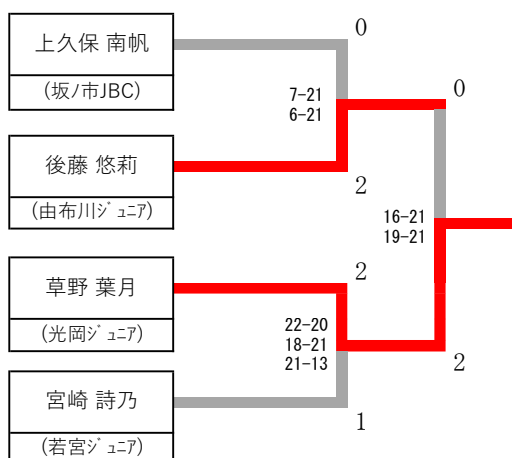 上久保 南帆
(坂ノ市JBC)
0
7-21
6-21
0
後藤 悠莉
(由布川ｼﾞｭﾆｱ)
2
16-21
19-21
草野 葉月
(光岡ｼﾞｭﾆｱ)
2
22-20
18-21
21-13
2
宮崎 詩乃
(若宮ｼﾞｭﾆｱ)
1